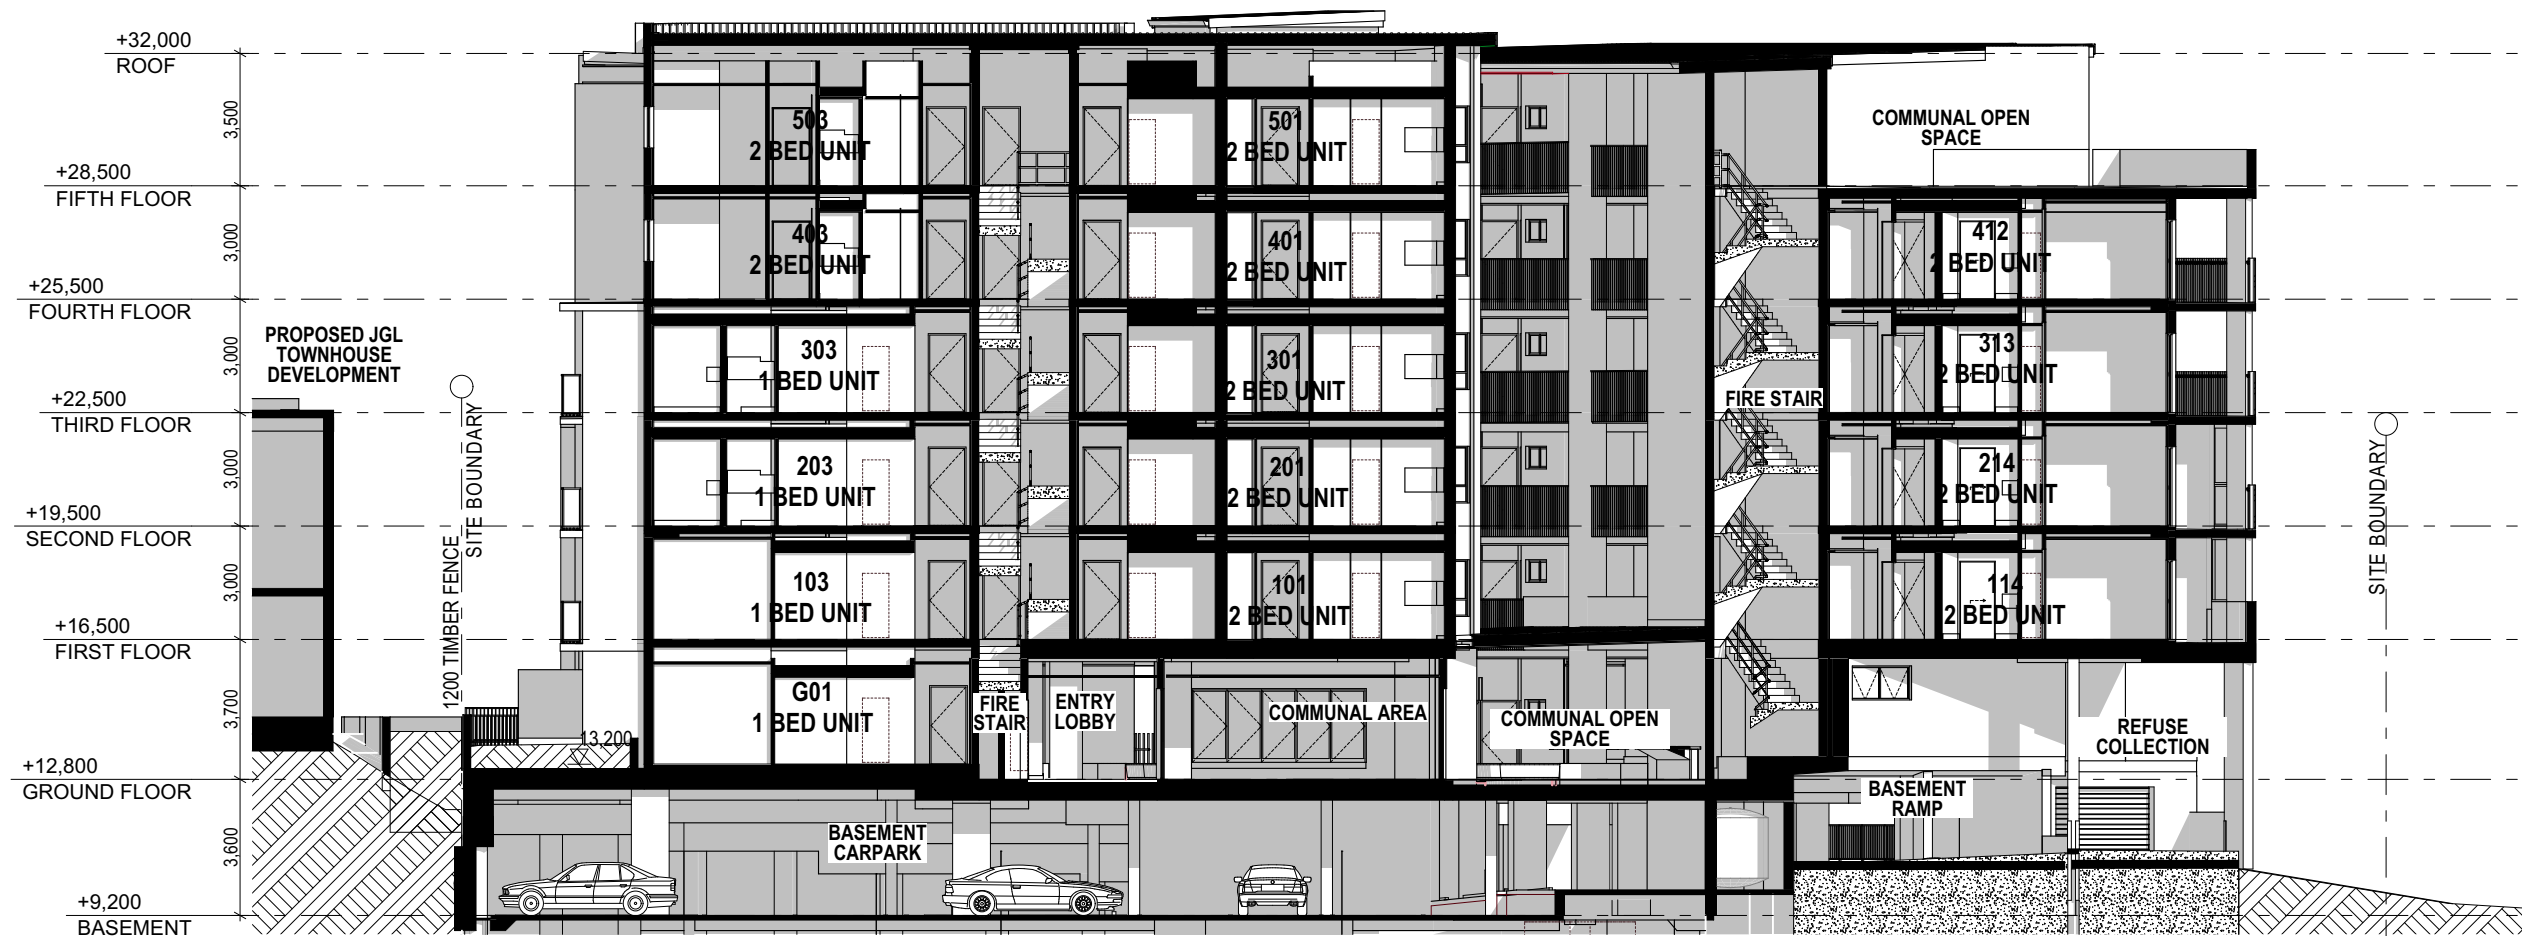 +32,000
ROOF
3,500
+28,500
FIFTH FLOOR
3,000
+25,500
FOURTH FLOOR
3,000
+22,500
THIRD FLOOR
3,000
+19,500
SECOND FLOOR
3,000
+16,500
FIRST FLOOR
3,700
+12,800
GROUND FLOOR
3,600
+9,200
BASEMENT
PROPOSED JGL
TOWNHOUSE
DEVELOPMENT
1200 TIMBER FENCE
SITE BOUNDARY
13,200
503
2 BED UNIT
501
2 BED UNIT
COMMUNAL OPEN
SPACE
403
2 BED UNIT
401
2 BED UNIT
412
2 BED UNIT
303
1 BED UNIT
301
2 BED UNIT
FIRE STAIR
313
2 BED UNIT
203
1 BED UNIT
201
2 BED UNIT
214
2 BED UNIT
103
1 BED UNIT
101
2 BED UNIT
114
2 BED UNIT
G01
1 BED UNIT
FIRE
STAIR
ENTRY
LOBBY
COMMUNAL AREA
COMMUNAL OPEN
SPACE
REFUSE
COLLECTION
BASEMENT
CARPARK
BASEMENT
RAMP
SITE BOUNDARY